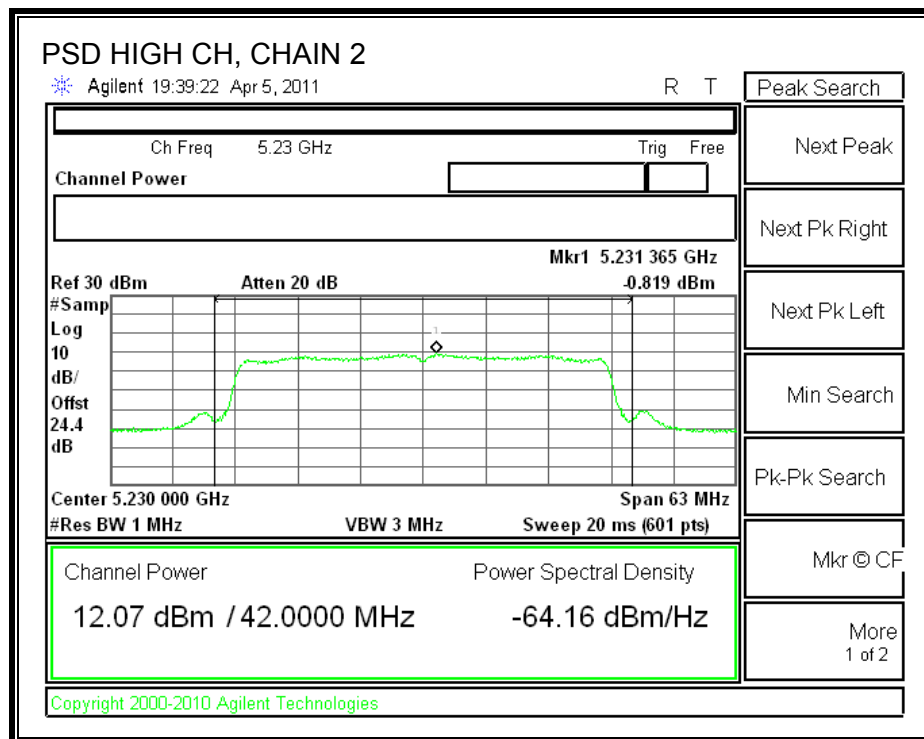 PSD HIGH CH, CHAIN 2
Agilent 19:39:22 Apr 5, 2011 R T
Peak Search
Ch Freq 5.23 GHz Trig Free
Next Peak
Channel Power
Next Pk Right
Mkr1 5.231 365 GHz
Ref 30 dBm Atten 20 dB -0.819 dBm
#Samp
Log
10
dB/
Offst
24.4
dB
1
Next Pk Left
Min Search
Pk-Pk Search
Center 5.230 000 GHz Span 63 MHz
#Res BW 1 MHz VBW 3 MHz Sweep 20 ms (601 pts)
Channel Power Power Spectral Density
Mkr © CF
12.07 dBm / 42.0000 MHz -64.16 dBm/Hz
More
1 of 2
Copyright 2000-2010 Agilent Technologies